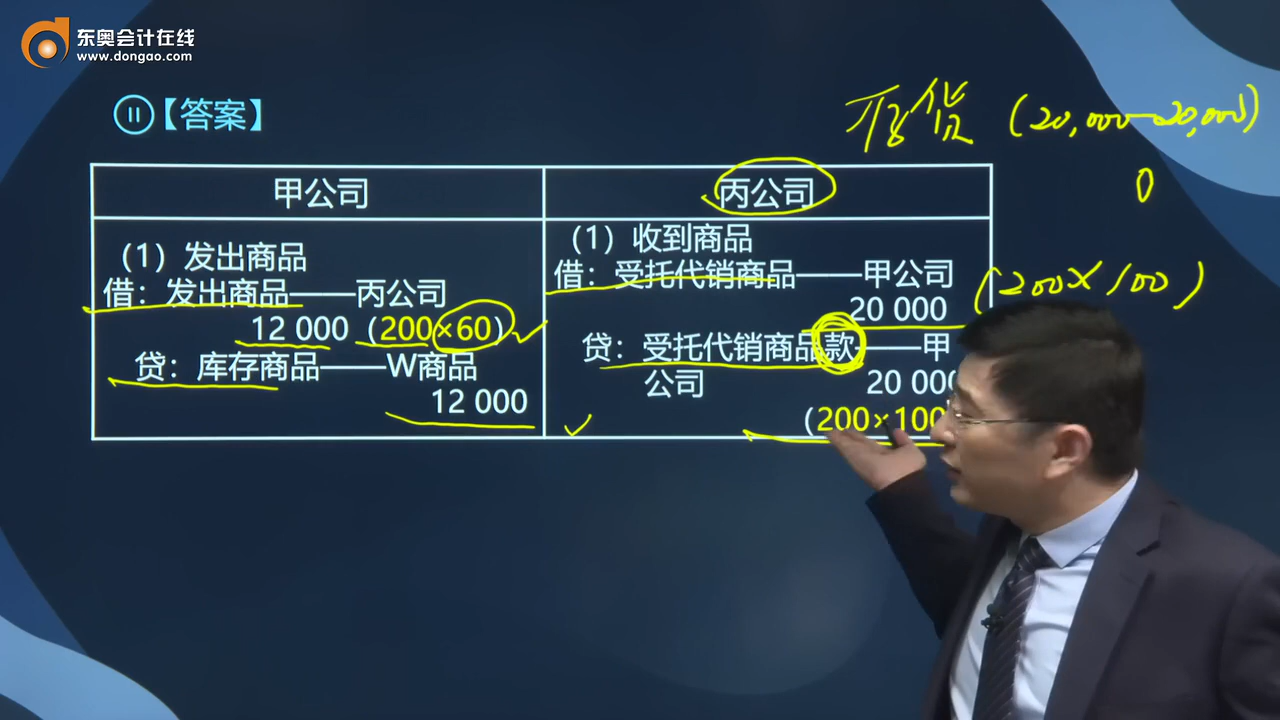 东奥会计在线
www.dongao.com
【答案】
存货 (20,000-20,000)
0
甲公司
丙公司
（1）发出商品
借：发出商品——丙公司
12 000（200×60）
贷：库存商品——W商品
12 000
（1）收到商品
借：受托代销商品——甲公司
20 000
(200×100)
贷：受托代销商品款——甲
公司 20 000
（200×100